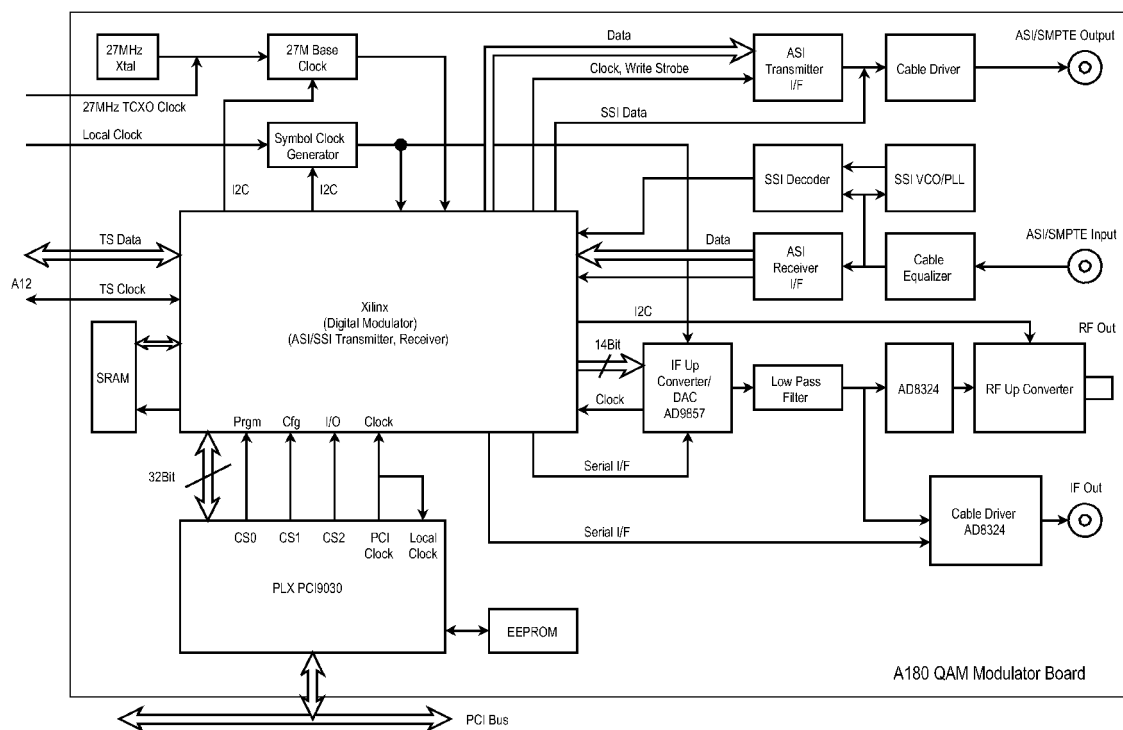 27MHz
Xtal
27M Base
Clock
27MHz TCXO Clock
Local Clock
Symbol Clock
Generator
I2C
I2C
Data
Clock, Write Strobe
SSI Data
ASI
Transmitter
I/F
Cable Driver
ASI/SMPTE Output
SSI Decoder
SSI VCO/PLL
Data
ASI
Receiver
I/F
Cable
Equalizer
ASI/SMPTE Input
TS Data
A12
TS Clock
Xilinx
(Digital Modulator)
(ASI/SSI Transmitter, Receiver)
SRAM
I2C
RF Out
14Bit
Clock
IF Up
Converter/
DAC
AD9857
Low Pass
Filter
AD8324
RF Up Converter
Prgm
Cfg
I/O
Clock
32Bit
Serial I/F
Serial I/F
Cable Driver
AD8324
IF Out
CS0
CS1
CS2
PCI
Clock
Local
Clock
PLX PCI9030
EEPROM
A180 QAM Modulator Board
PCI Bus